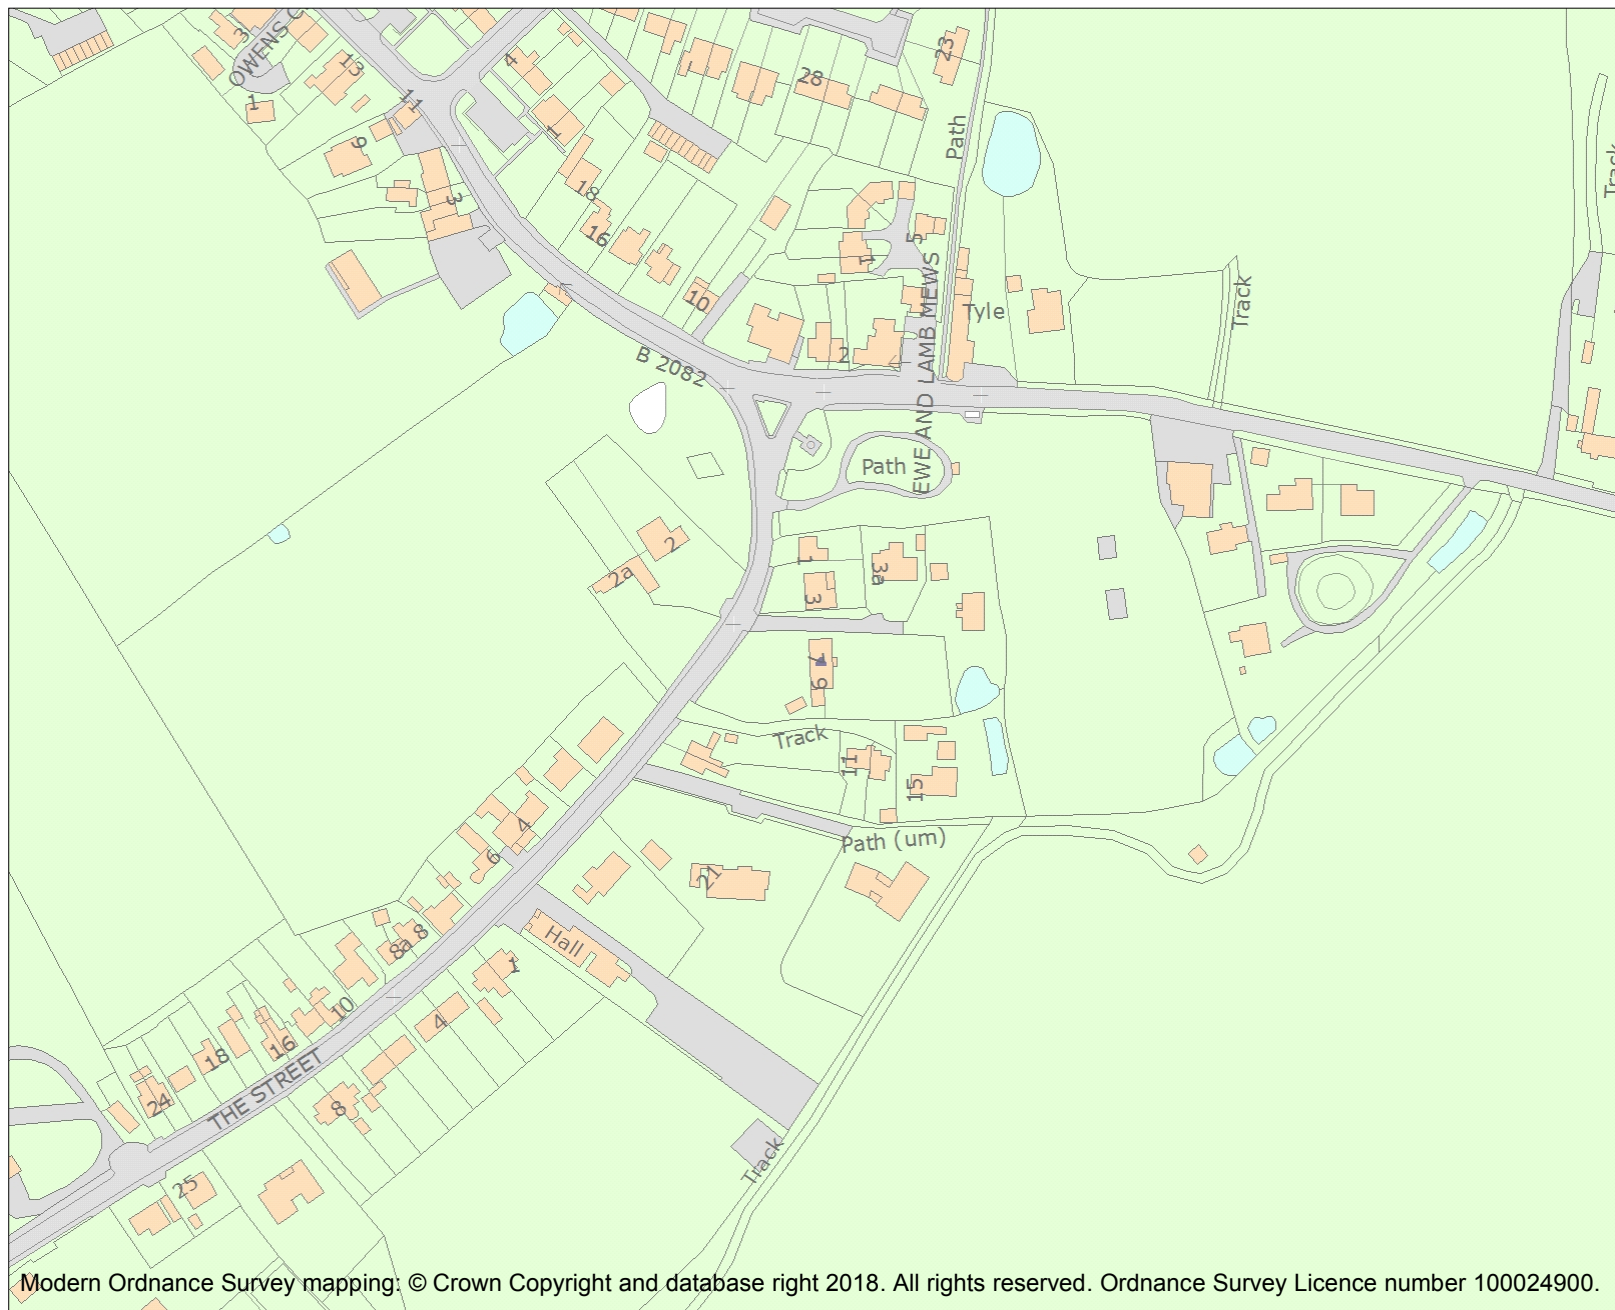 OWENS C
3
13
1
11
9
3
4
1
18
16
10
28
23
Path
5
1
EWE AND LAMB MEWS
Tyle
2
Track
Track
B 2082
Path
2
2a
1
3
3a
7
9
Track
11
15
Path (um)
21
4
6
8
8a
Hall
1
4
10
16
18
24
THE STREET
8
25
Track
Modern Ordnance Survey mapping: © Crown Copyright and database right 2018. All rights reserved. Ordnance Survey Licence number 100024900.